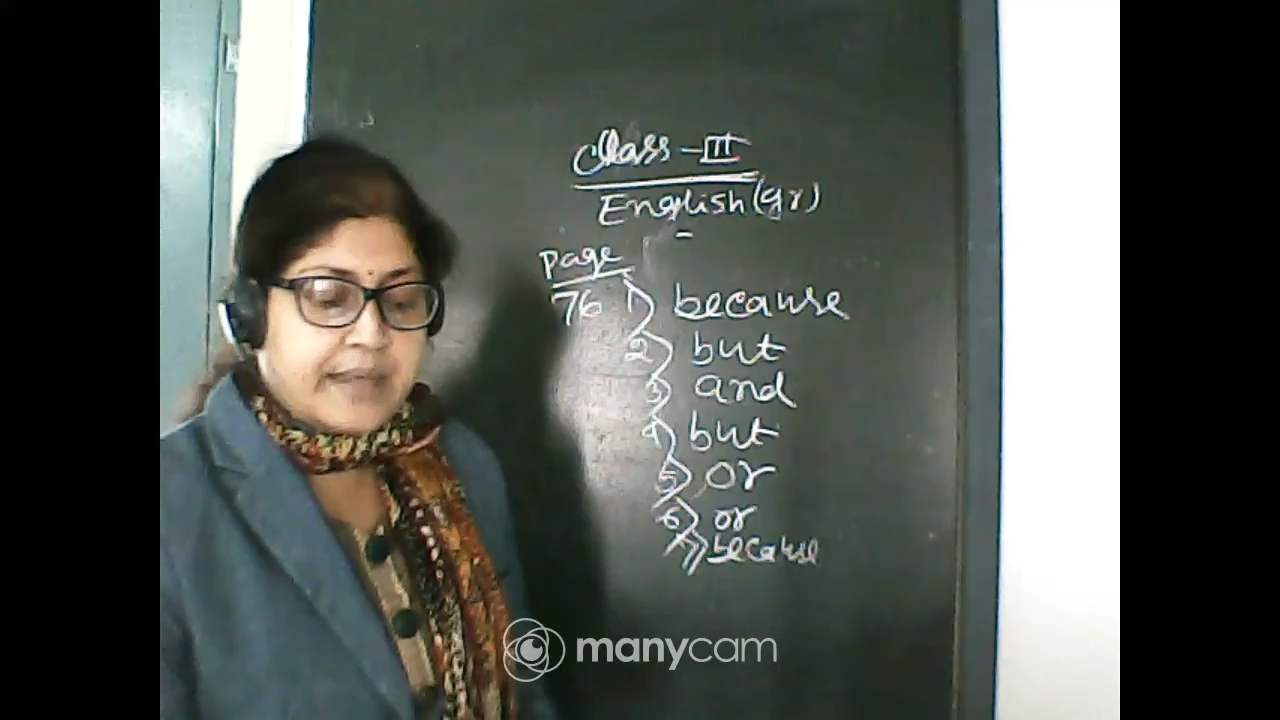 Class - III
English (gr)
Page
76 1) because
2) but
3) and
4) but
5) or
6) or
7) because
manycam